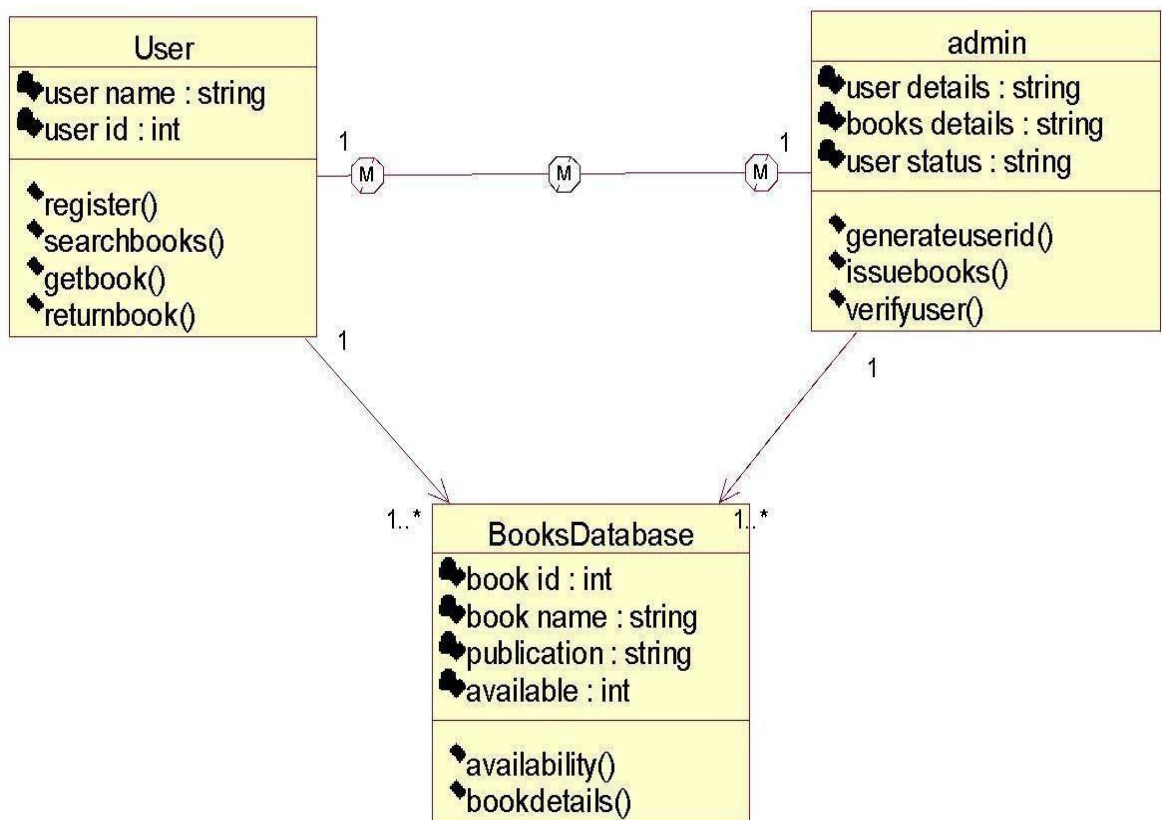 User
user name : string
user id : int
register()
searchbooks()
getbook()
returnbook()
1
M
M
M
1
admin
user details : string
books details : string
user status : string
generateuserid()
issuebooks()
verifyuser()
1
1
1..*
1..*
BooksDatabase
book id : int
book name : string
publication : string
available : int
availability()
bookdetails()